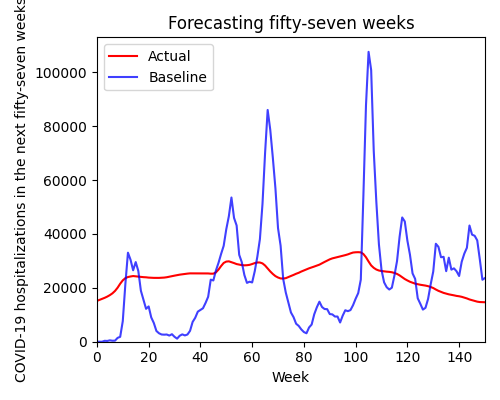 Forecasting fifty-seven weeks
COVID-19 hospitalizations in the next fifty-seven weeks
Actual
Baseline
100000
80000
60000
40000
20000
0
0 20 40 60 80 100 120 140
Week